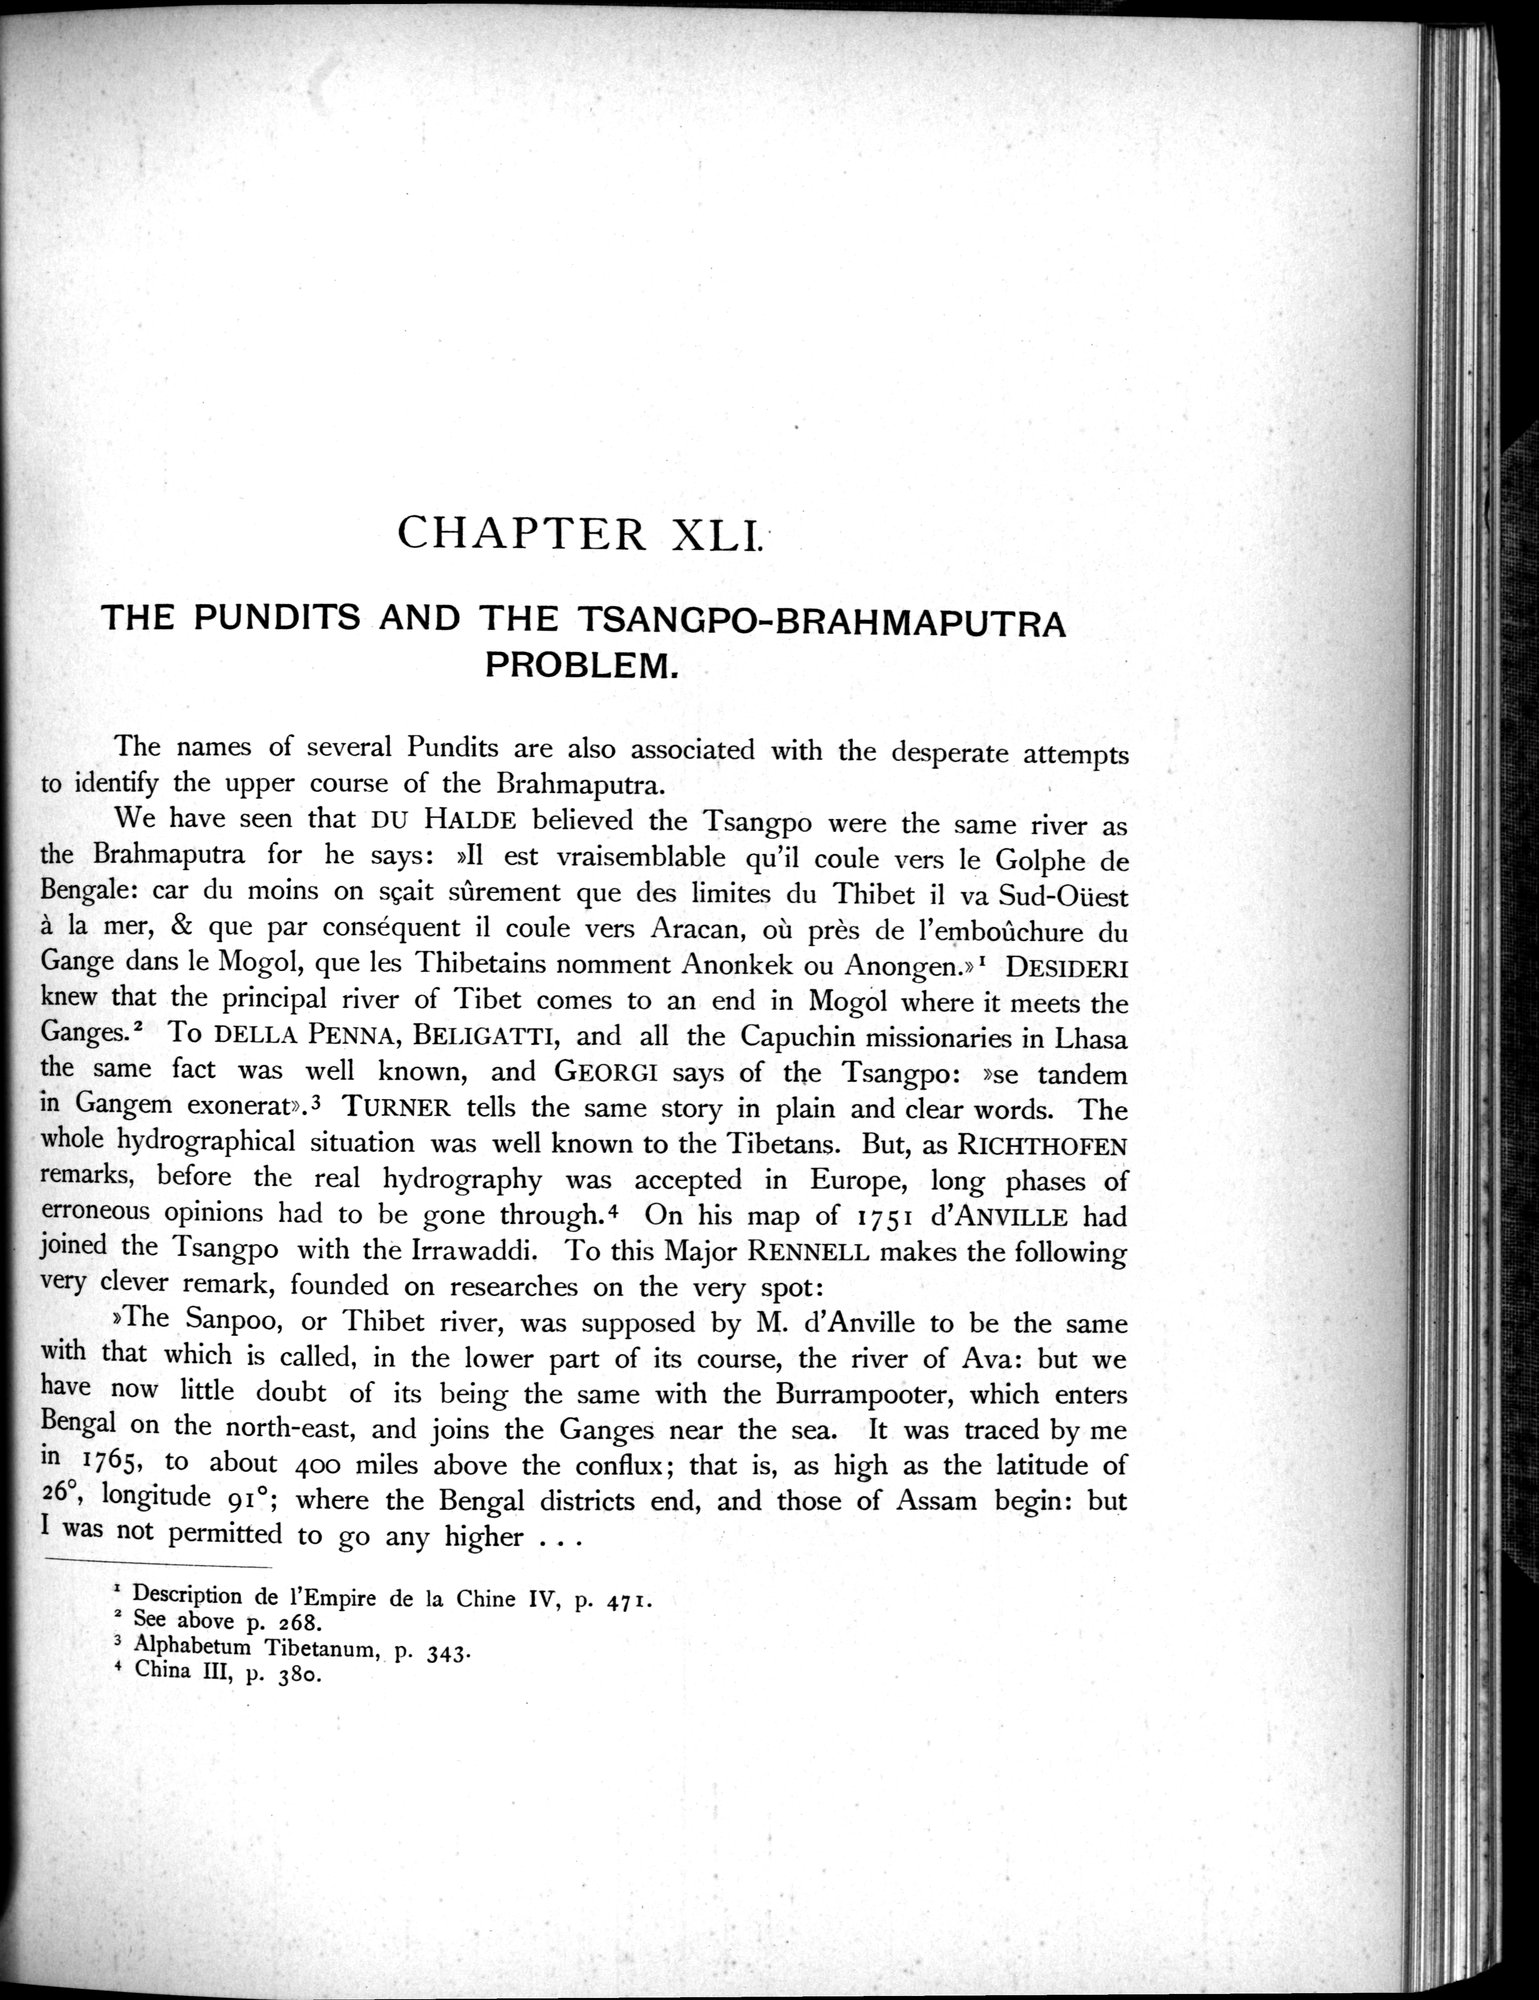 CHAPTER XLI.
THE PUNDITS AND THE TSANGPO-BRAHMAPUTRA
PROBLEM.
The names of several Pundits are also associated with the desperate attempts
to identify the upper course of the Brahmaputra.
We have seen that DU HALDE believed the Tsangpo were the same river as
the Brahmaputra for he says: »Il est vraisemblable qu'il coule vers le Golphe de
Bengale: car du moins on sçait sûrement que des limites du Thibet il va Sud-Oüest
à la mer, & que par conséquent il coule vers Aracan, où près de l'emboûchure du
Gange dans le Mogol, que les Thibetains nomment Anonkek ou Anongen.»¹ DESIDERI
knew that the principal river of Tibet comes to an end in Mogol where it meets the
Ganges.² To DELLA PENNA, BELIGATTI, and all the Capuchin missionaries in Lhasa
the same fact was well known, and GEORGI says of the Tsangpo: »se tandem
in Gangem exonerat».³ TURNER tells the same story in plain and clear words. The
whole hydrographical situation was well known to the Tibetans. But, as RICHTHOFEN
remarks, before the real hydrography was accepted in Europe, long phases of
erroneous opinions had to be gone through.⁴ On his map of 1751 d'ANVILLE had
joined the Tsangpo with the Irrawaddi. To this Major RENNELL makes the following
very clever remark, founded on researches on the very spot:
»The Sanpoo, or Thibet river, was supposed by M. d'Anville to be the same
with that which is called, in the lower part of its course, the river of Ava: but we
have now little doubt of its being the same with the Burrampooter, which enters
Bengal on the north-east, and joins the Ganges near the sea. It was traced by me
in 1765, to about 400 miles above the conflux; that is, as high as the latitude of
26°, longitude 91°; where the Bengal districts end, and those of Assam begin: but
I was not permitted to go any higher . . .
¹ Description de l'Empire de la Chine IV, p. 471.
² See above p. 268.
³ Alphabetum Tibetanum, p. 343.
⁴ China III, p. 380.